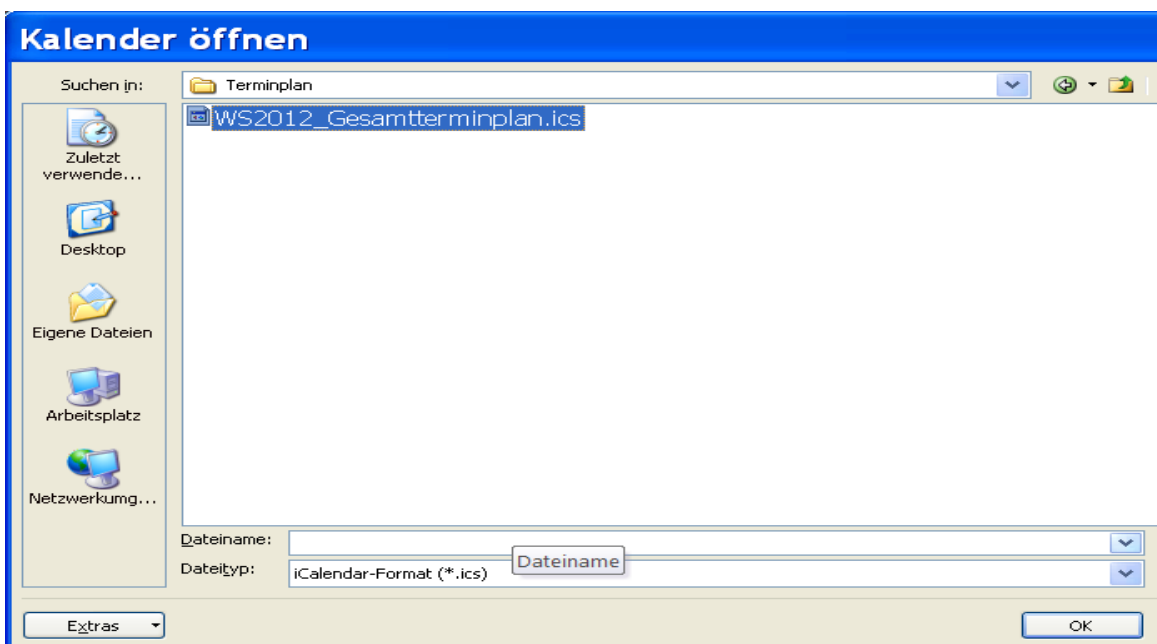 Kalender öffnen
Suchen in:
Terminplan
WS2012_Gesamtterminplan.ics
Zuletzt
verwende...
Desktop
Eigene Dateien
Arbeitsplatz
Netzwerkumg...
Dateiname:
Dateiname
Dateityp:
iCalendar-Format (*.ics)
Extras
OK